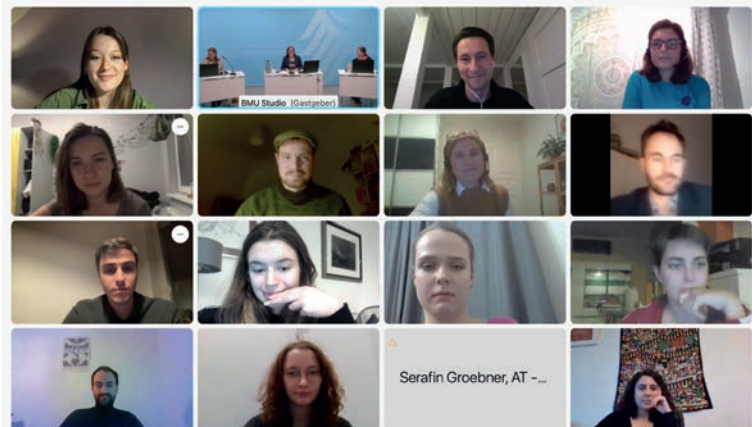 BMU Studio (Gastgeber)
Serafin Groebner, AT -...